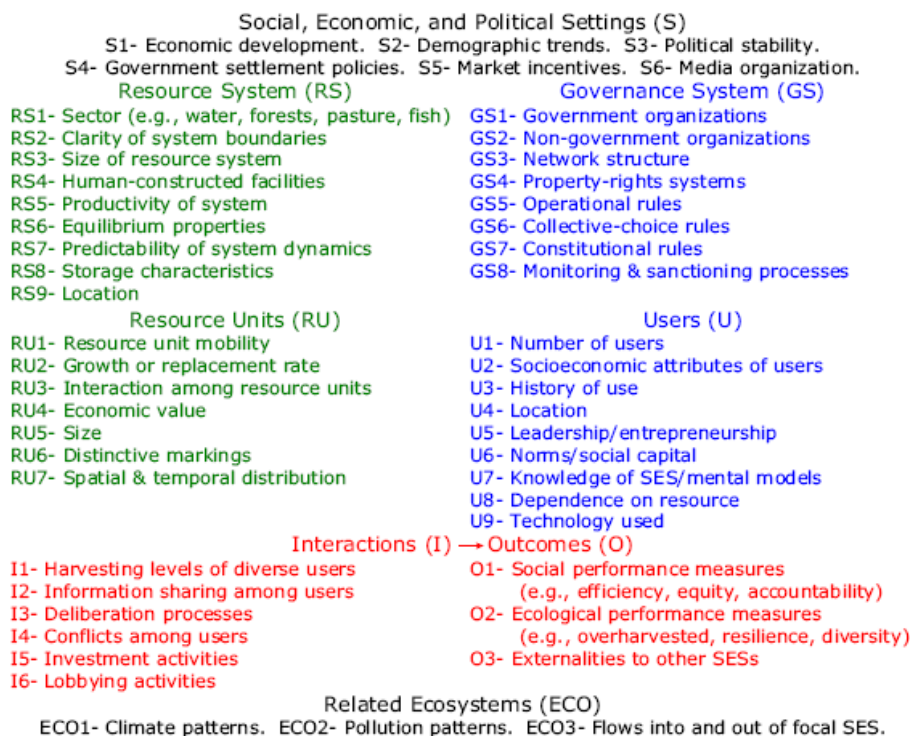 Social, Economic, and Political Settings (S)
S1- Economic development. S2- Demographic trends. S3- Political stability.
S4- Government settlement policies. S5- Market incentives. S6- Media organization.
Resource System (RS)
RS1- Sector (e.g., water, forests, pasture, fish)
RS2- Clarity of system boundaries
RS3- Size of resource system
RS4- Human-constructed facilities
RS5- Productivity of system
RS6- Equilibrium properties
RS7- Predictability of system dynamics
RS8- Storage characteristics
RS9- Location
Governance System (GS)
GS1- Government organizations
GS2- Non-government organizations
GS3- Network structure
GS4- Property-rights systems
GS5- Operational rules
GS6- Collective-choice rules
GS7- Constitutional rules
GS8- Monitoring & sanctioning processes
Resource Units (RU)
RU1- Resource unit mobility
RU2- Growth or replacement rate
RU3- Interaction among resource units
RU4- Economic value
RU5- Size
RU6- Distinctive markings
RU7- Spatial & temporal distribution
Users (U)
U1- Number of users
U2- Socioeconomic attributes of users
U3- History of use
U4- Location
U5- Leadership/entrepreneurship
U6- Norms/social capital
U7- Knowledge of SES/mental models
U8- Dependence on resource
U9- Technology used
Interactions (I) → Outcomes (O)
I1- Harvesting levels of diverse users
I2- Information sharing among users
I3- Deliberation processes
I4- Conflicts among users
I5- Investment activities
I6- Lobbying activities
O1- Social performance measures
(e.g., efficiency, equity, accountability)
O2- Ecological performance measures
(e.g., overharvested, resilience, diversity)
O3- Externalities to other SESs
Related Ecosystems (ECO)
ECO1- Climate patterns. ECO2- Pollution patterns. ECO3- Flows into and out of focal SES.